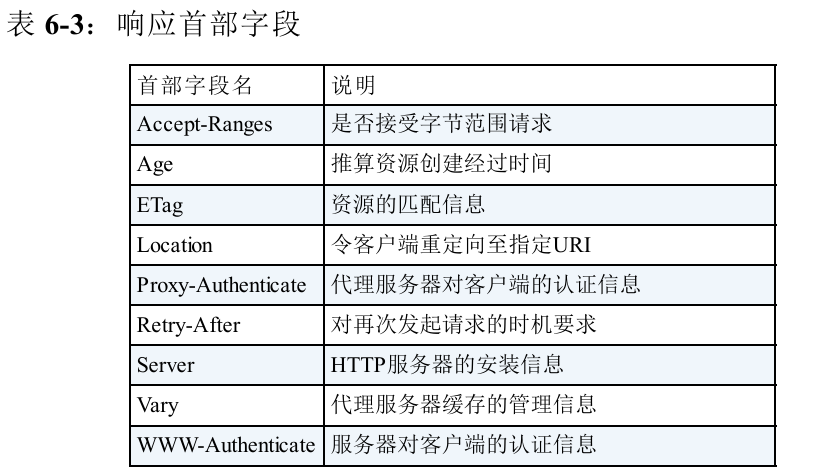 表 6-3：响应首部字段
首部字段名 说明
Accept-Ranges 是否接受字节范围请求
Age 推算资源创建经过时间
ETag 资源的匹配信息
Location 令客户端重定向至指定URI
Proxy-Authenticate 代理服务器对客户端的认证信息
Retry-After 对再次发起请求的时机要求
Server HTTP服务器的安装信息
Vary 代理服务器缓存的管理信息
WWW-Authenticate 服务器对客户端的认证信息